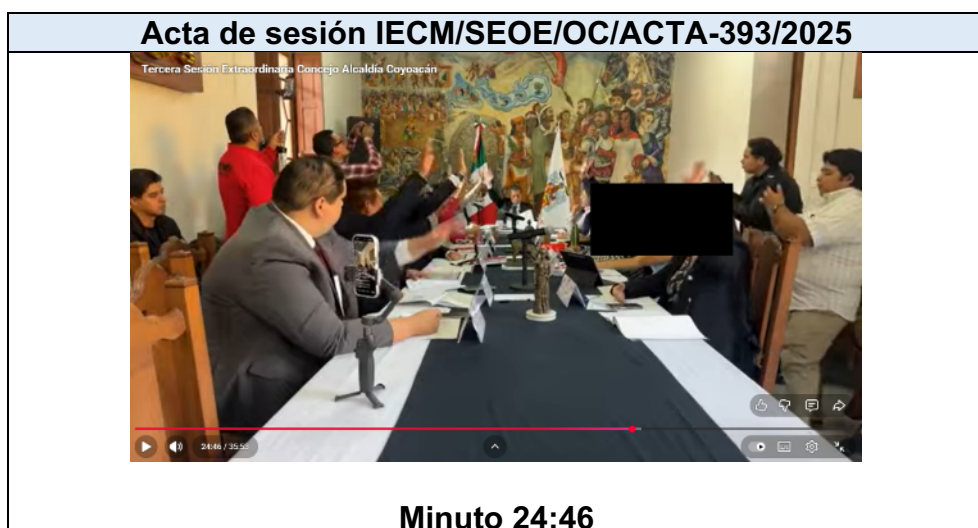 Acta de sesión IECM/SEOE/OC/ACTA-393/2025
Tercera Sesión Extraordinaria Concejo Alcaldía Coyoacán
24:46 / 35:53
Minuto 24:46